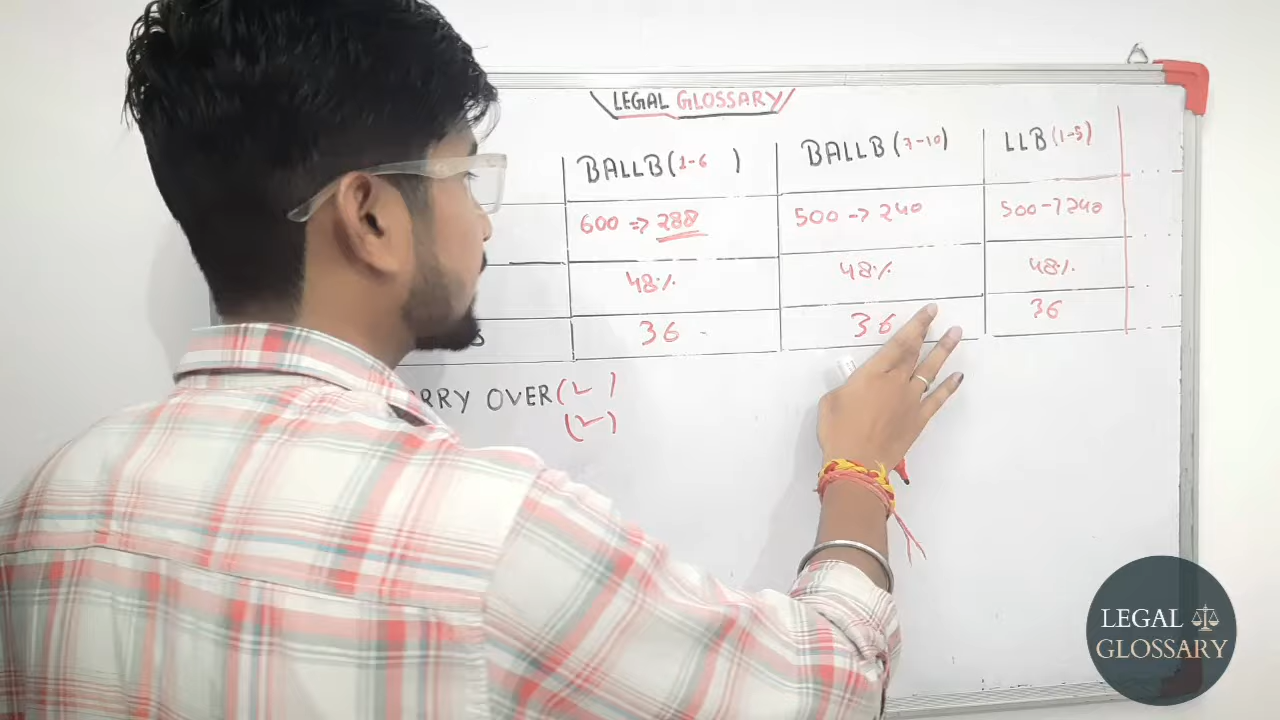 LEGAL GLOSSARY
BALLB (1-6) BALLB (7-10) LLB (1-5)
600 => 288 500 -> 240 500 -> 240
48% 48% 48%
36 36 36
RRY OVER (2)
(2)
LEGAL
GLOSSARY